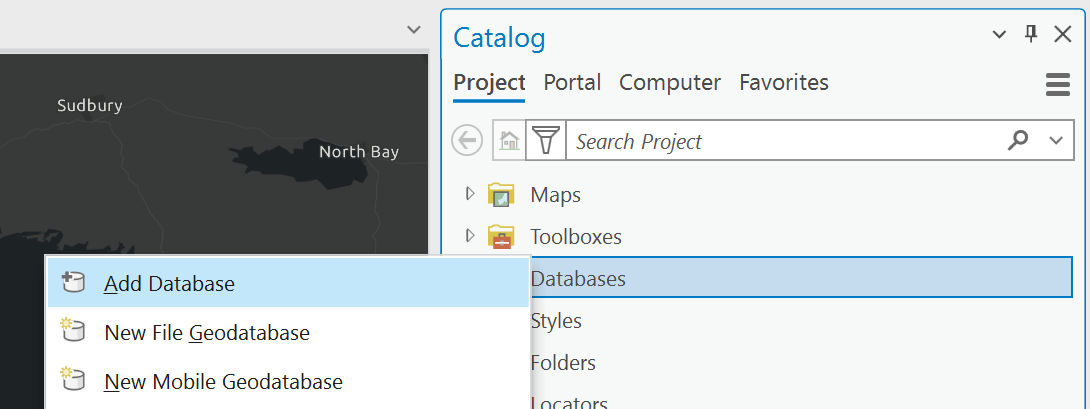 Catalog
Project Portal Computer Favorites
Sudbury
North Bay
Search Project
Maps
Toolboxes
Add Database
Databases
New File Geodatabase
Styles
Folders
New Mobile Geodatabase
Locators